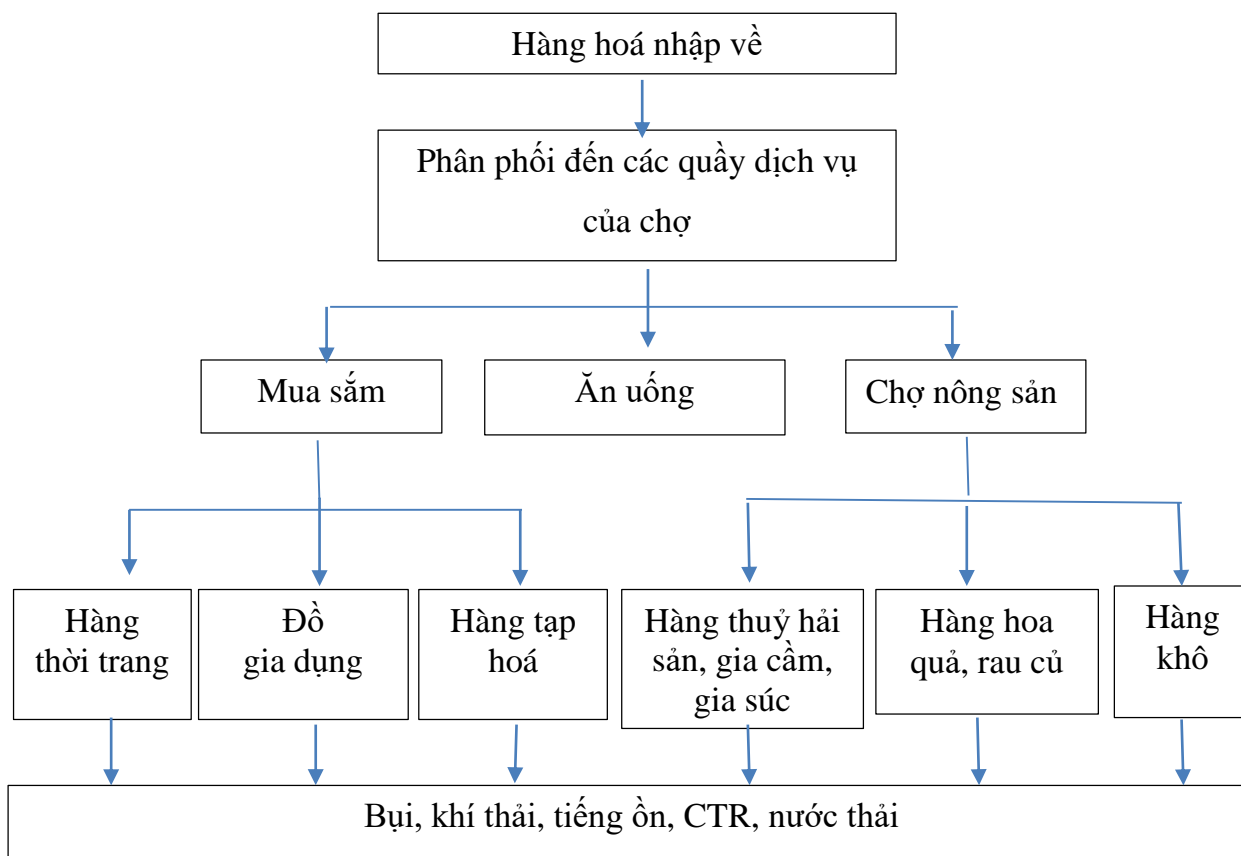 Hàng hoá nhập về
Phân phối đến các quầy dịch vụ
của chợ
Mua sắm
Ăn uống
Chợ nông sản
Hàng
thời trang
Đồ
gia dụng
Hàng tạp
hoá
Hàng thuỷ hải
sản, gia cầm,
gia súc
Hàng hoa
quả, rau củ
Hàng
khô
Bụi, khí thải, tiếng ồn, CTR, nước thải